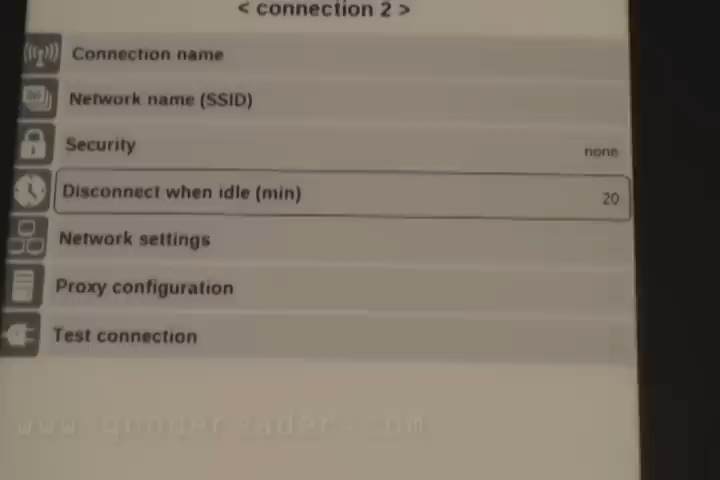 < connection 2 >
Connection name
Network name (SSID)
Security none
Disconnect when idle (min) 20
Network settings
Proxy configuration
Test connection